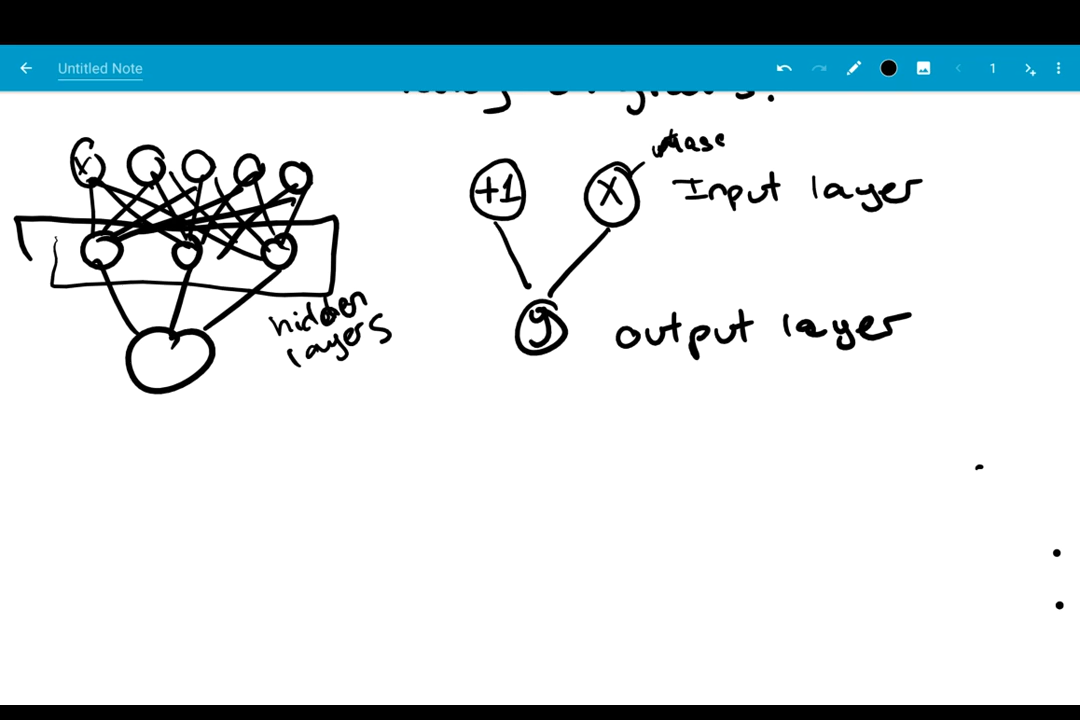 Untitled Note
1
x
+1
x
Input layer
y
output layer
hidden
layers